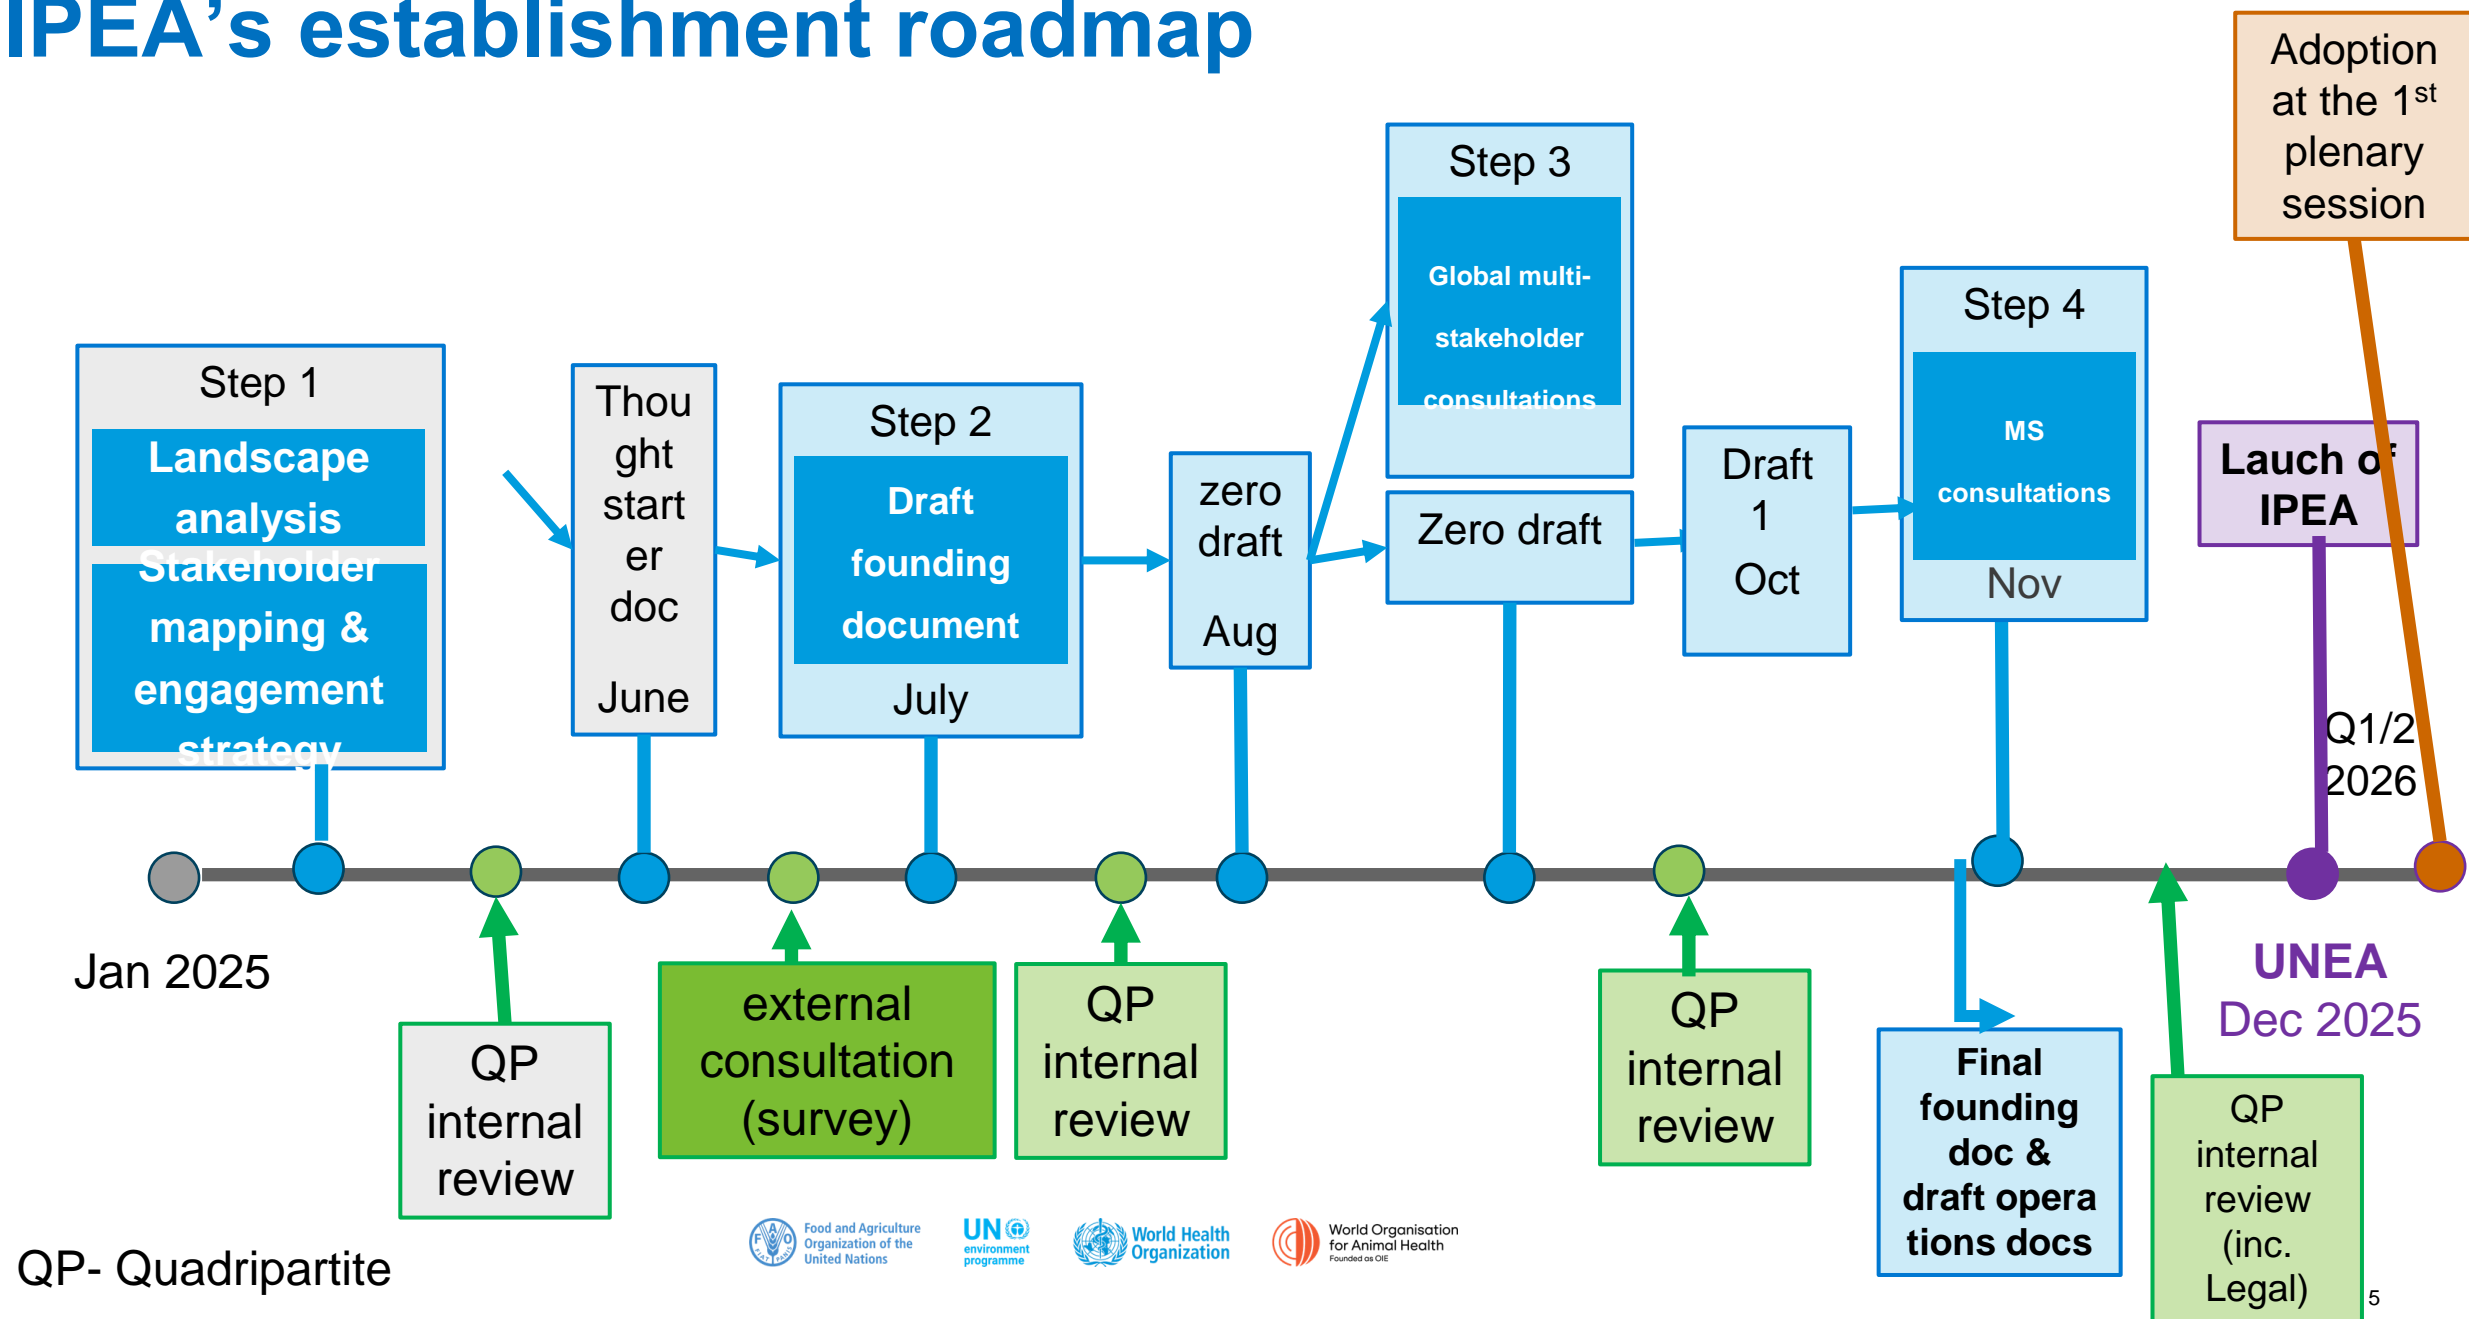 IPEA’s establishment roadmap
Adoption
at the 1st
plenary
session
Step 1
Landscape
analysis
Stakeholder
mapping &
engagement
strategy
Thou
ght
start
er
doc
June
Step 2
Draft
founding
document
July
zero
draft
Aug
Step 3
Global multi-
stakeholder
consultations
Zero draft
Draft
1
Oct
Step 4
MS
consultations
Nov
Lauch of
IPEA
Q1/2
2026
Jan 2025
QP
internal
review
external
consultation
(survey)
QP
internal
review
QP
internal
review
Final
founding
doc &
draft opera
tions docs
QP
internal
review
(inc.
Legal)
UNEA
Dec 2025
QP- Quadripartite
F A O
FIAT PANIS
Food and Agriculture
Organization of the
United Nations
UN
environment
programme
World Health
Organization
World Organisation
for Animal Health
Founded as OIE
5